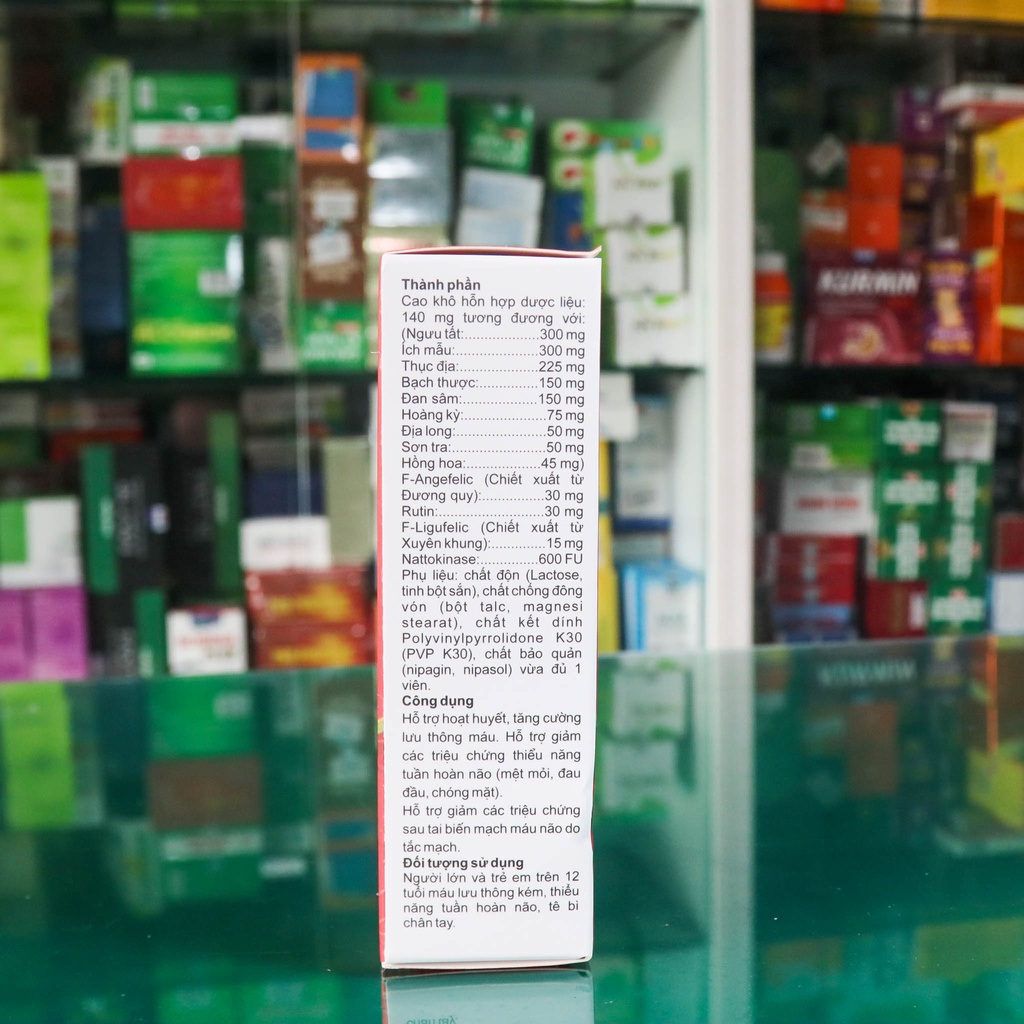 Thành phần
Cao khô hỗn hợp dược liệu:
140 mg tương đương với:
(Ngưu tất:......................300 mg
Ích mẫu:.........................300 mg
Thục địa:........................225 mg
Bạch thược:...................150 mg
Đan sâm:........................150 mg
Hoàng kỳ:........................75 mg
Địa long:..........................50 mg
Sơn tra:...........................50 mg
Hồng hoa:.......................45 mg)
F-Angefelic (Chiết xuất từ
Đương quy):...................30 mg
Rutin:...............................30 mg
F-Ligufelic (Chiết xuất từ
Xuyên khung):................15 mg
Nattokinase:...................600 FU
Phụ liệu: chất độn (Lactose,
tinh bột sắn), chất chống đông
vón (bột talc, magnesi
stearat), chất kết dính
Polyvinylpyrrolidone K30
(PVP K30), chất bảo quản
(nipagin, nipasol) vừa đủ 1
viên.
Công dụng
Hỗ trợ hoạt huyết, tăng cường
lưu thông máu. Hỗ trợ giảm
các triệu chứng thiểu năng
tuần hoàn não (mệt mỏi, đau
đầu, chóng mặt).
Hỗ trợ giảm các triệu chứng
sau tai biến mạch máu não do
tắc mạch.
Đối tượng sử dụng
Người lớn và trẻ em trên 12
tuổi máu lưu thông kém, thiểu
năng tuần hoàn não, tê bì
chân tay.